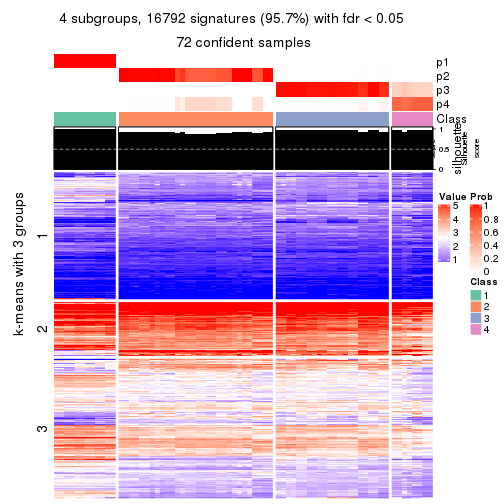 4 subgroups, 16792 signatures (95.7%) with fdr < 0.05
72 confident samples
p1
p2
p3
p4
Class
silhouette
1
0.5
0
Silhouette
score
k-means with 3 groups
1
2
3
Value
5
4
3
2
1
Prob
1
0.8
0.6
0.4
0.2
0
Class
1
2
3
4